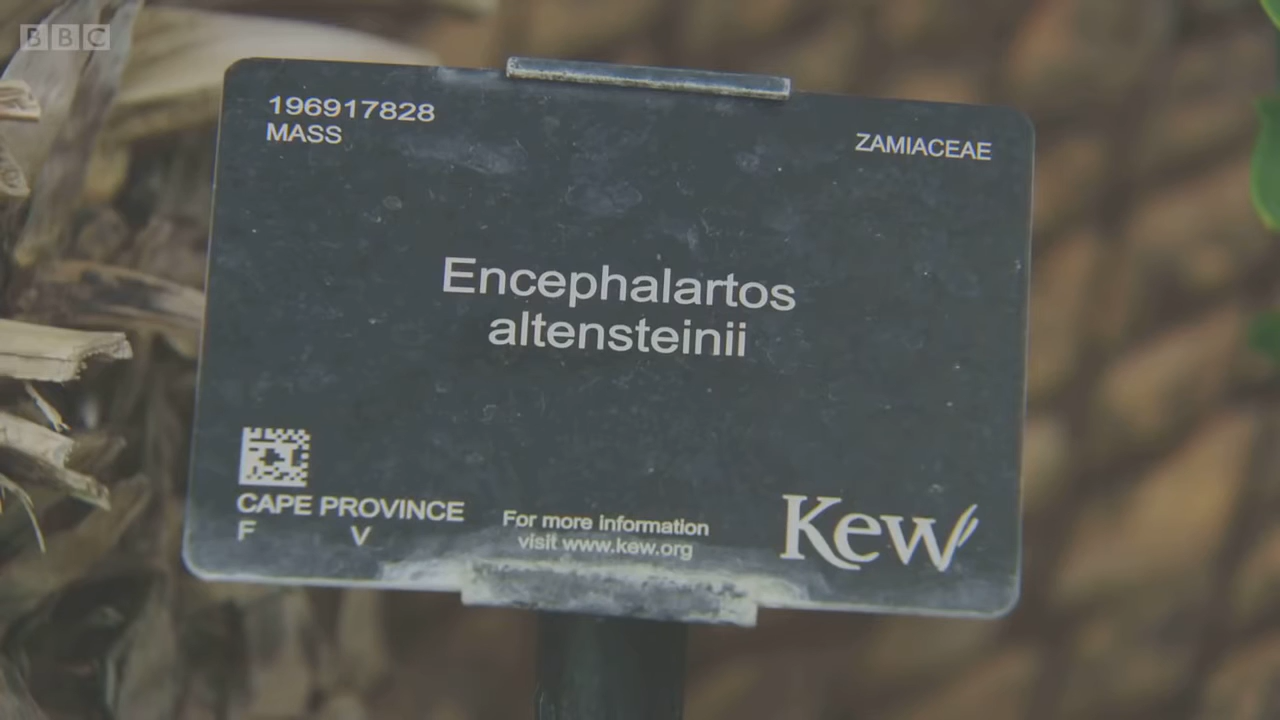 BBC
196917828
MASS
ZAMIACEAE
Encephalartos
altensteinii
CAPE PROVINCE
F V
For more information
visit www.kew.org
Kew